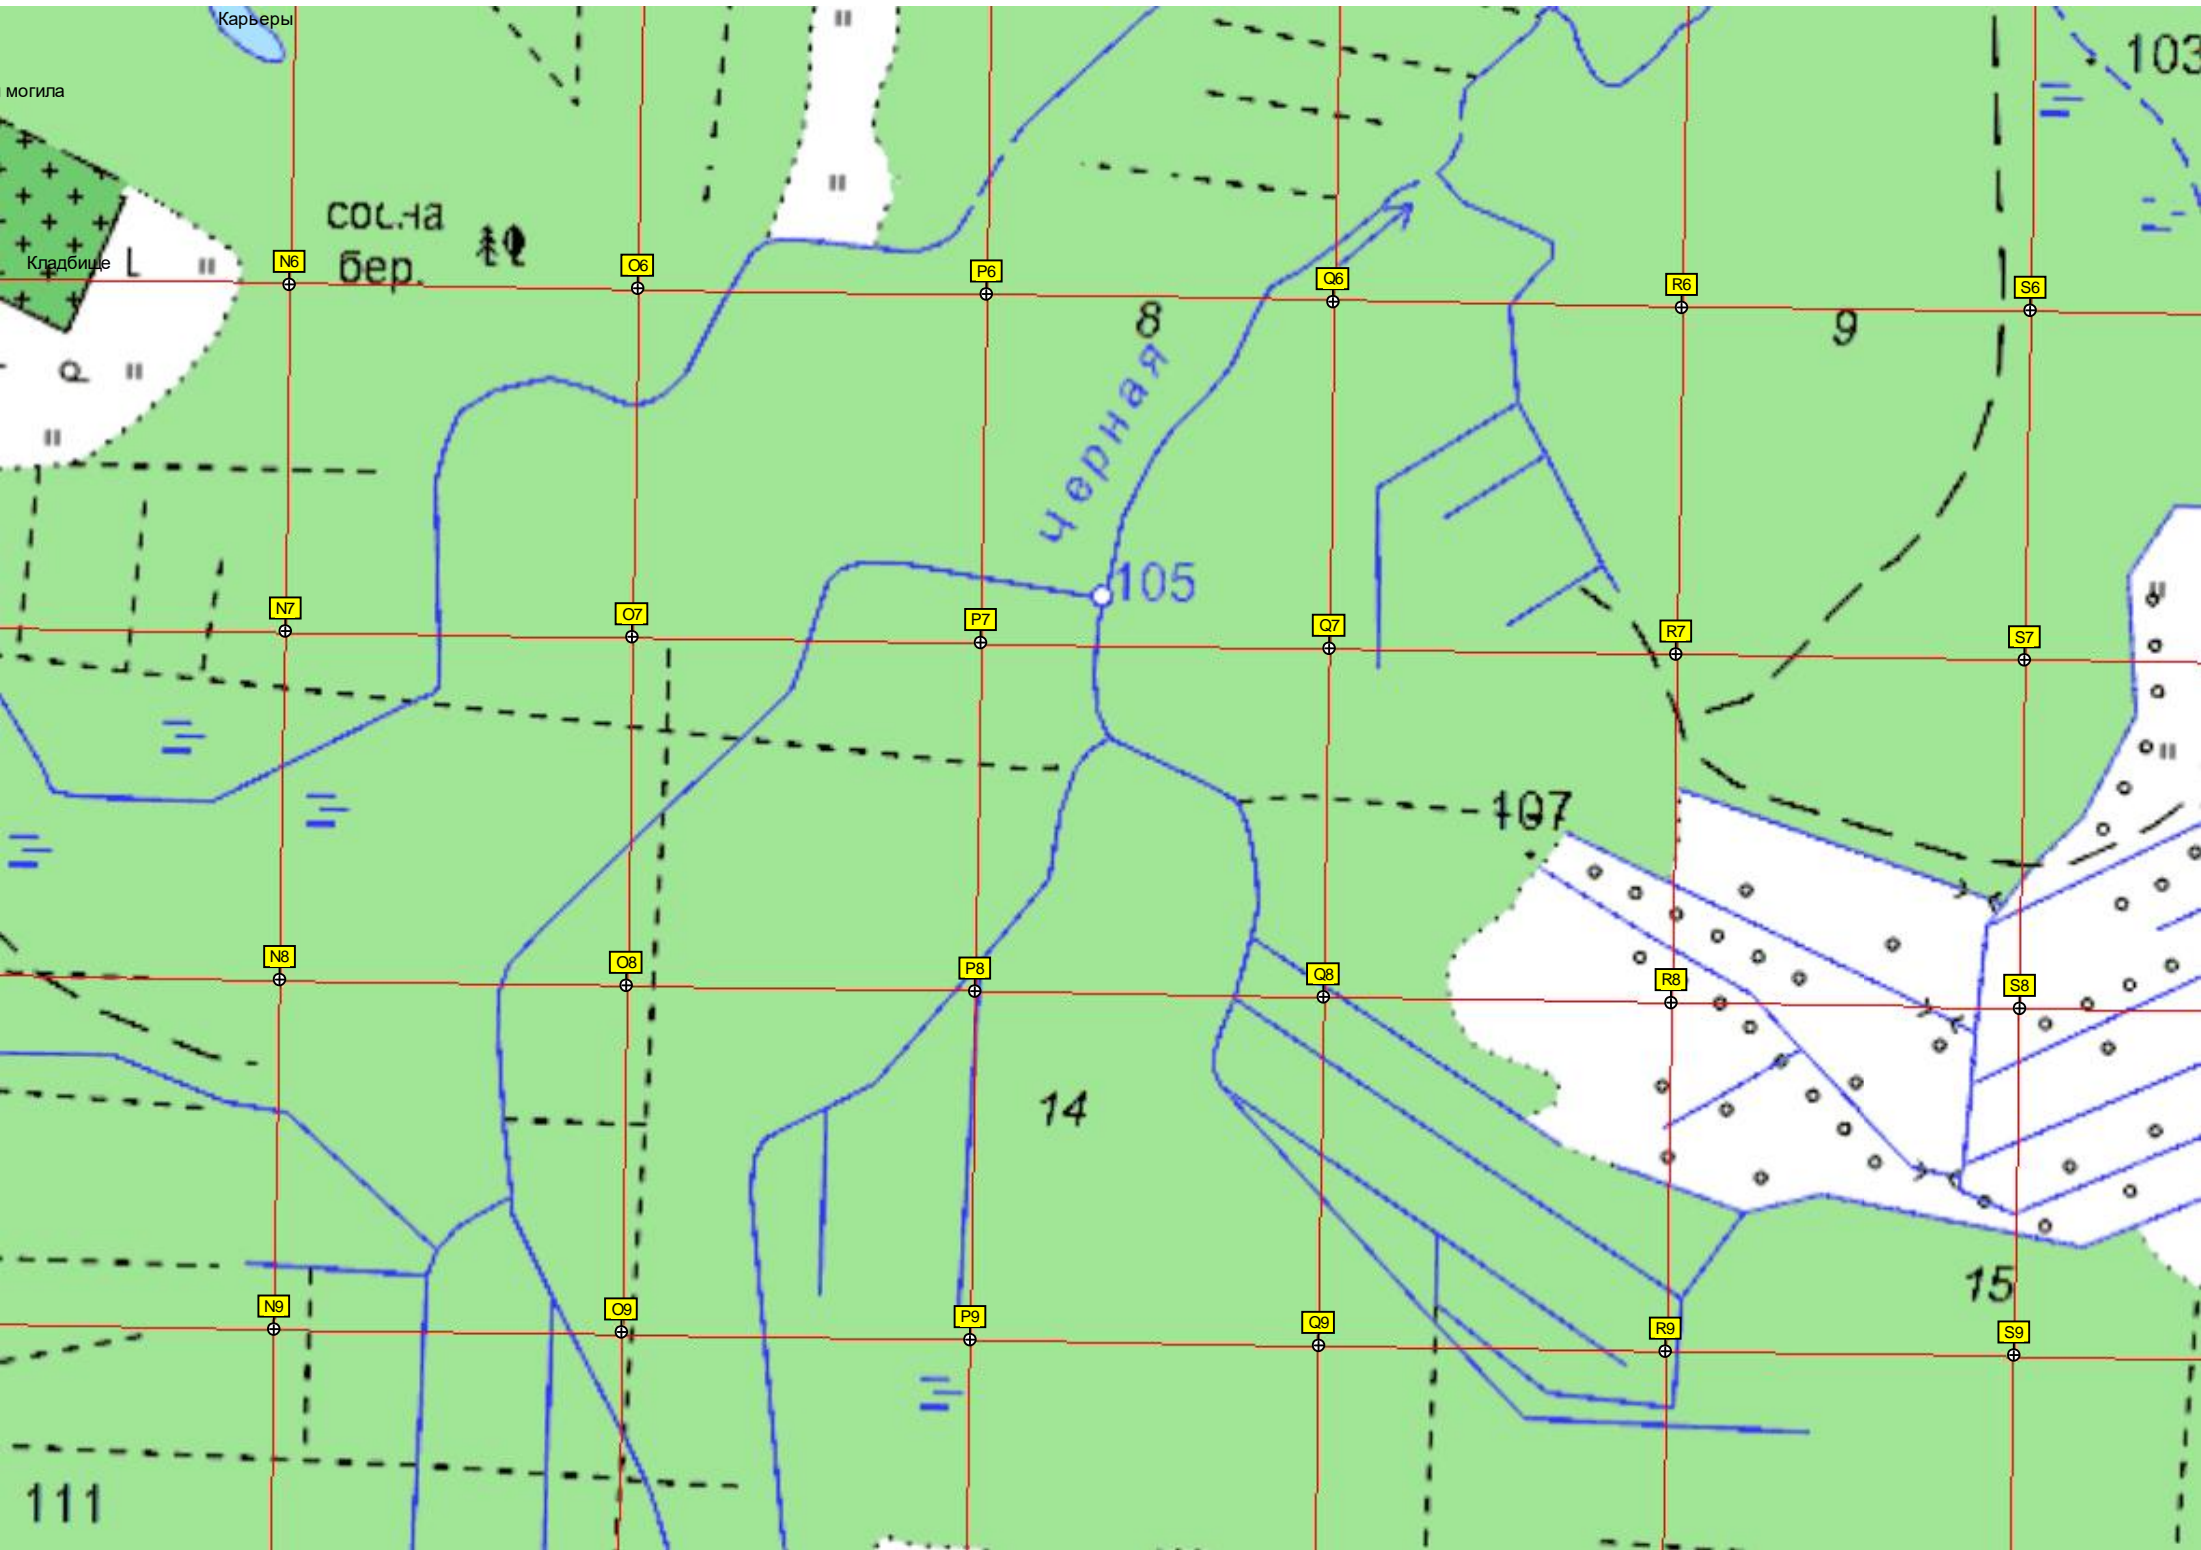 Карьеры
103
могила
сосна
бер.
Кладбище
N6
O6
P6
Q6
R6
S6
8
9
Черная
105
N7
O7
P7
Q7
R7
S7
107
N8
O8
P8
Q8
R8
S8
14
15
N9
O9
P9
Q9
R9
S9
111